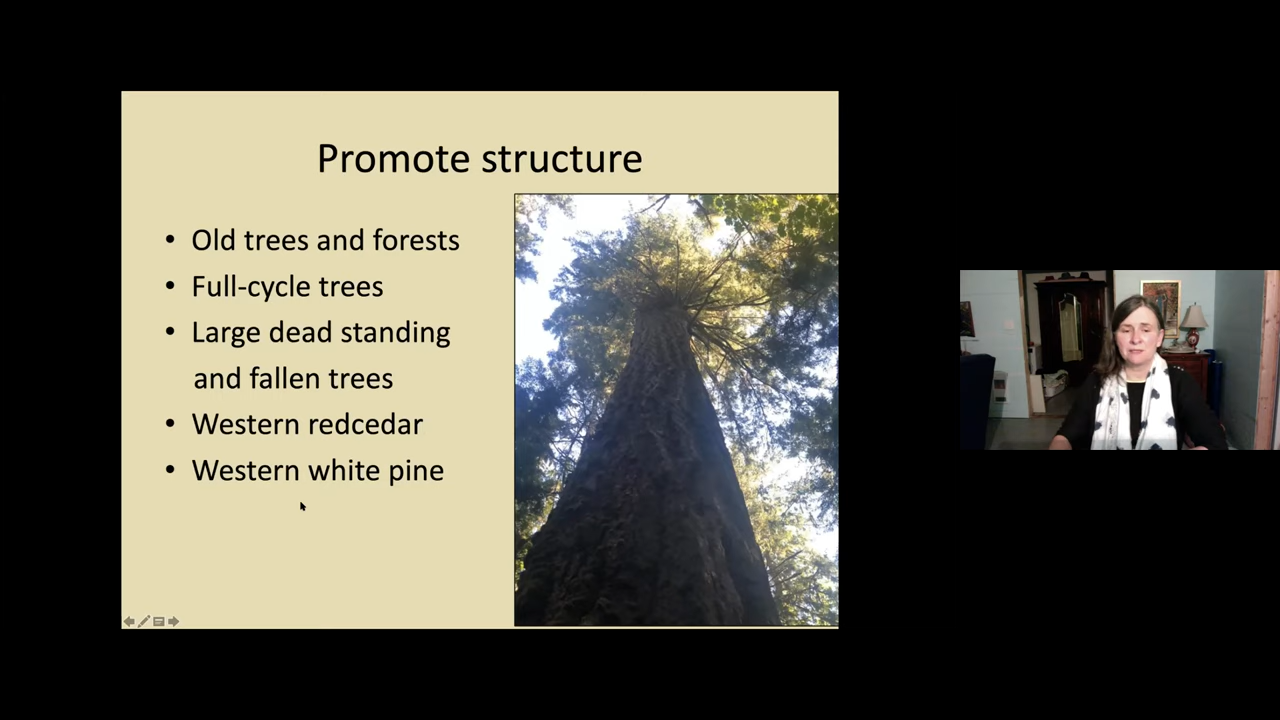 Promote structure
• Old trees and forests
• Full-cycle trees
• Large dead standing
and fallen trees
• Western redcedar
• Western white pine